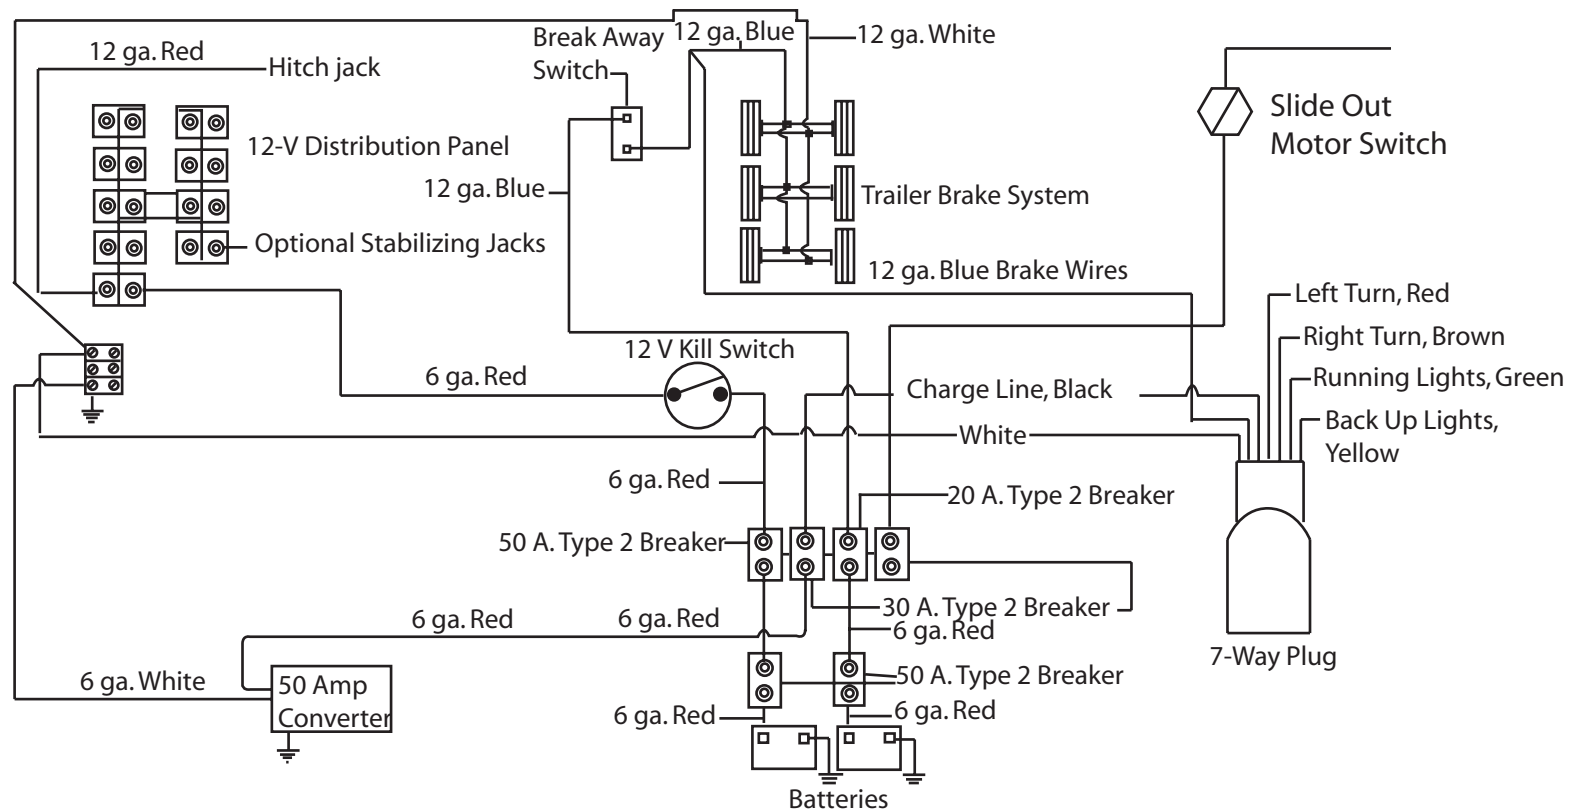 12 ga. Red
Hitch jack
Break Away
Switch
12 ga. Blue
12 ga. White
Slide Out
Motor Switch
12-V Distribution Panel
12 ga. Blue
Trailer Brake System
Optional Stabilizing Jacks
12 ga. Blue Brake Wires
Left Turn, Red
Right Turn, Brown
Running Lights, Green
Back Up Lights,
Yellow
12 V Kill Switch
6 ga. Red
Charge Line, Black
White
6 ga. Red
20 A. Type 2 Breaker
50 A. Type 2 Breaker
30 A. Type 2 Breaker
6 ga. Red
6 ga. Red
6 ga. Red
7-Way Plug
50 A. Type 2 Breaker
6 ga. White
50 Amp
Converter
6 ga. Red
6 ga. Red
Batteries